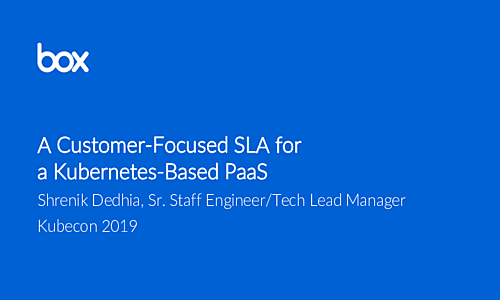 box
A Customer-Focused SLA for
a Kubernetes-Based PaaS
Shrenik Dedhia, Sr. Staff Engineer/Tech Lead Manager
Kubecon 2019